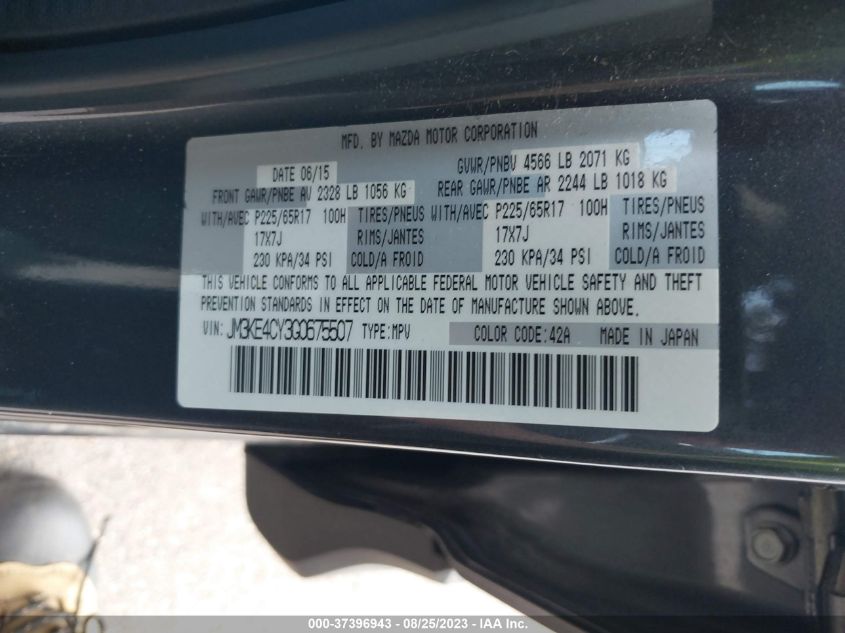 MFD. BY MAZDA MOTOR CORPORATION
DATE 06/15 GVWR/PNBV 4566 LB 2071 KG
FRONT GAWR/PNBE AV 2328 LB 1056 KG REAR GAWR/PNBE AR 2244 LB 1018 KG
WITH/AVEC P225/65R17 100H TIRES/PNEUS WITH/AVEC P225/65R17 100H TIRES/PNEUS
17X7J RIMS/JANTES 17X7J RIMS/JANTES
230 KPA/34 PSI COLD/A FROID 230 KPA/34 PSI COLD/A FROID
THIS VEHICLE CONFORMS TO ALL APPLICABLE FEDERAL MOTOR VEHICLE SAFETY AND THEFT
PREVENTION STANDARDS IN EFFECT ON THE DATE OF MANUFACTURE SHOWN ABOVE.
VIN: JM3KE4CY3G0675507 TYPE:MPV COLOR CODE:42A MADE IN JAPAN
000-37396943 - 08/25/2023 - IAA Inc.